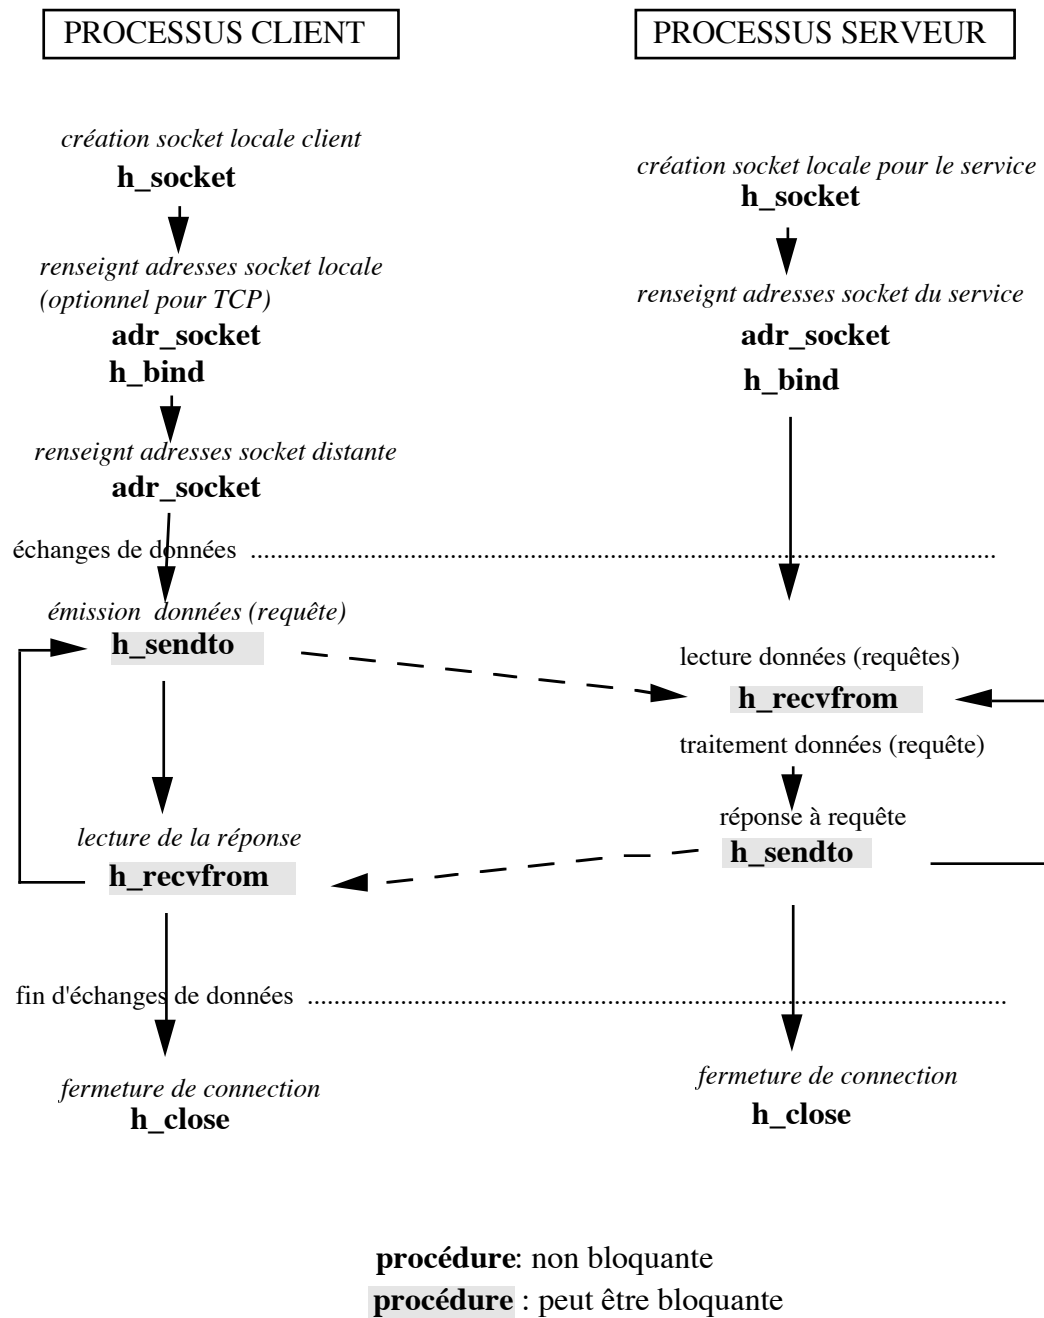 PROCESSUS CLIENT
PROCESSUS SERVEUR
création socket locale client
h_socket
création socket locale pour le service
h_socket
renseignt adresses socket locale
(optionnel pour TCP)
adr_socket
h_bind
renseignt adresses socket du service
adr_socket
h_bind
renseignt adresses socket distante
adr_socket
échanges de données ................................................................................................................
émission données (requête)
h_sendto
lecture données (requêtes)
h_recvfrom
traitement données (requête)
réponse à requête
h_sendto
lecture de la réponse
h_recvfrom
fin d'échanges de données .........................................................................................................
fermeture de connection
h_close
fermeture de connection
h_close
procédure: non bloquante
procédure : peut être bloquante